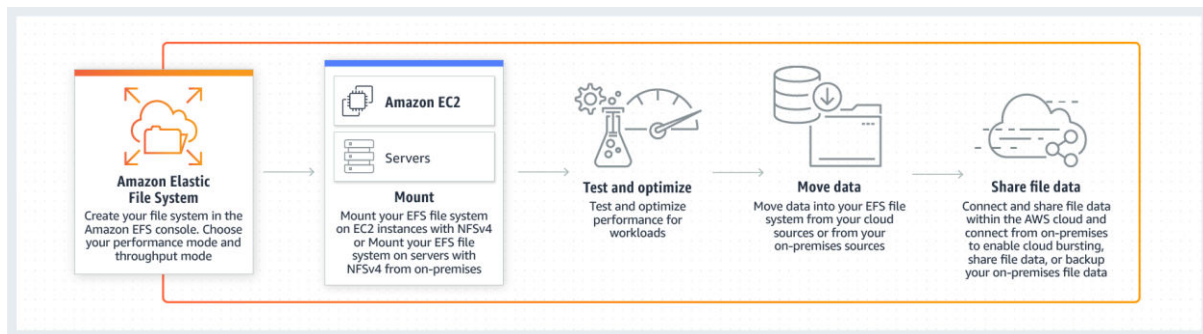 Amazon Elastic
File System
Create your file system in the
Amazon EFS console. Choose
your performance mode and
throughput mode
Amazon EC2
Servers
Mount
Mount your EFS file system
on EC2 instances with NFSv4
or Mount your EFS file
system on servers with
NFSv4 from on-premises
Test and optimize
Test and optimize
performance for
workloads
Move data
Move data into your EFS file
system from your cloud
sources or from your
on-premises sources
Share file data
Connect and share file data
within the AWS cloud and
connect from on-premises
to enable cloud bursting,
share file data, or backup
your on-premises file data